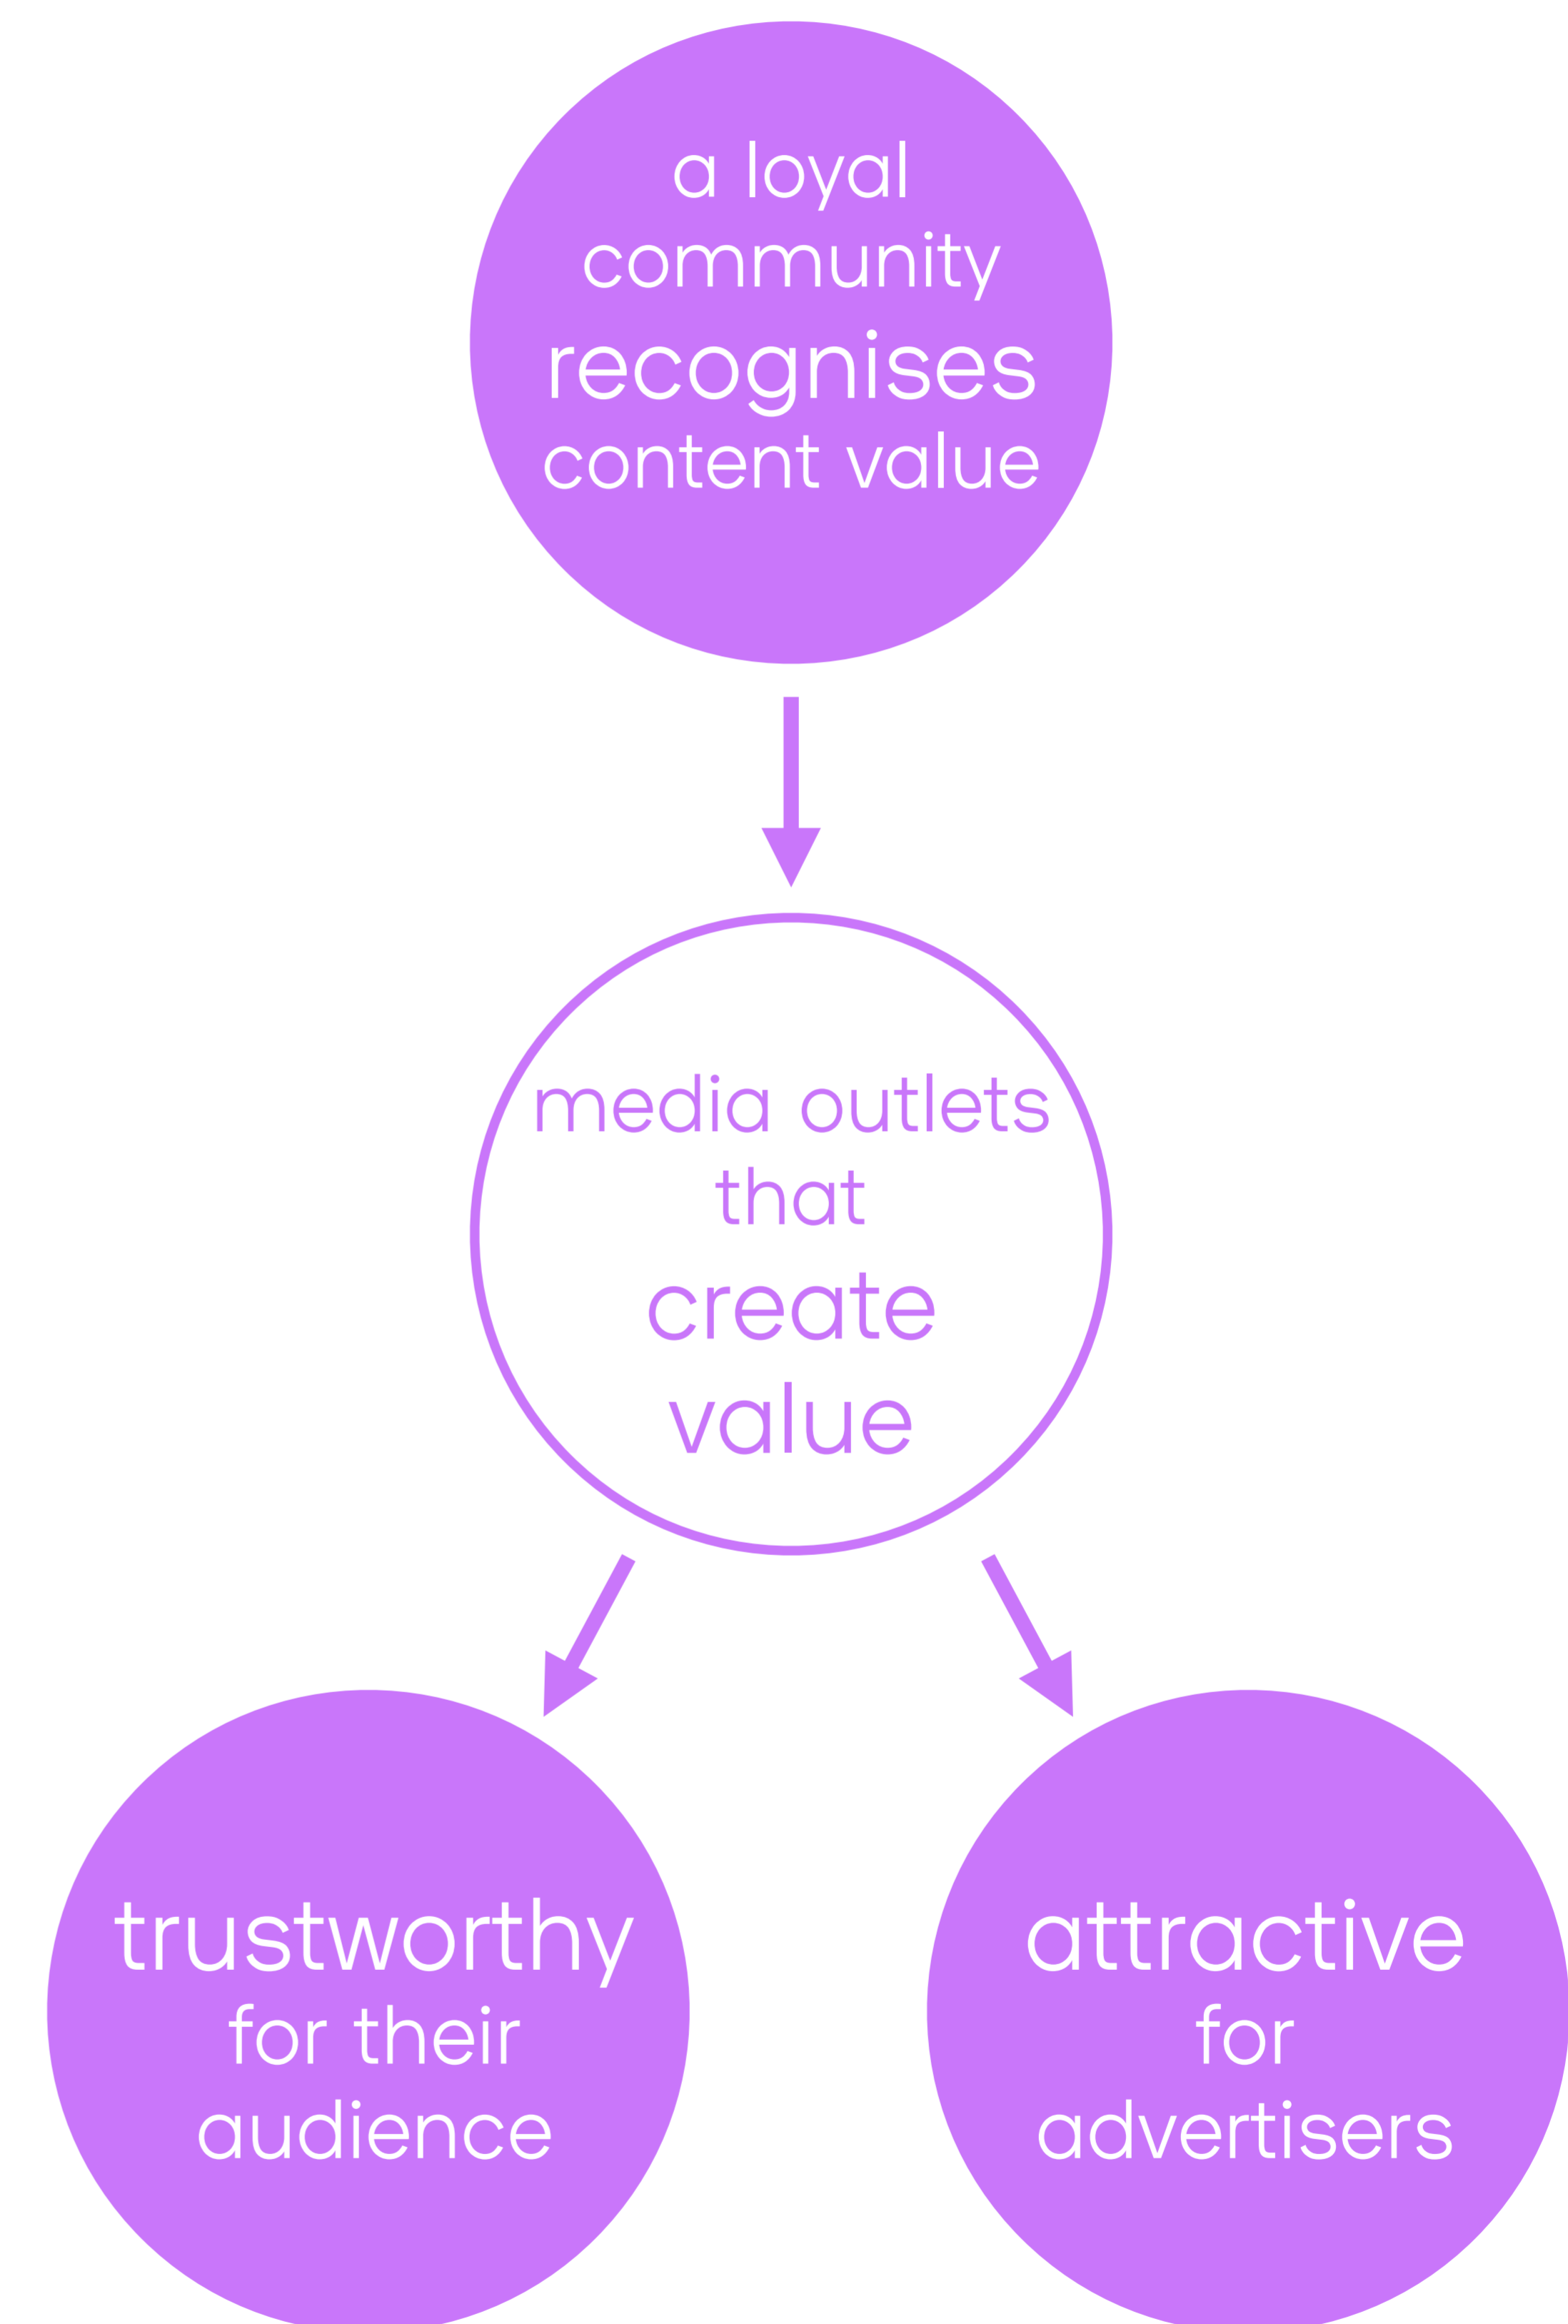 a loyal
community
recognises
content value
media outlets
that
create
value
trustworthy
for their
audience
attractive
for
advertisers